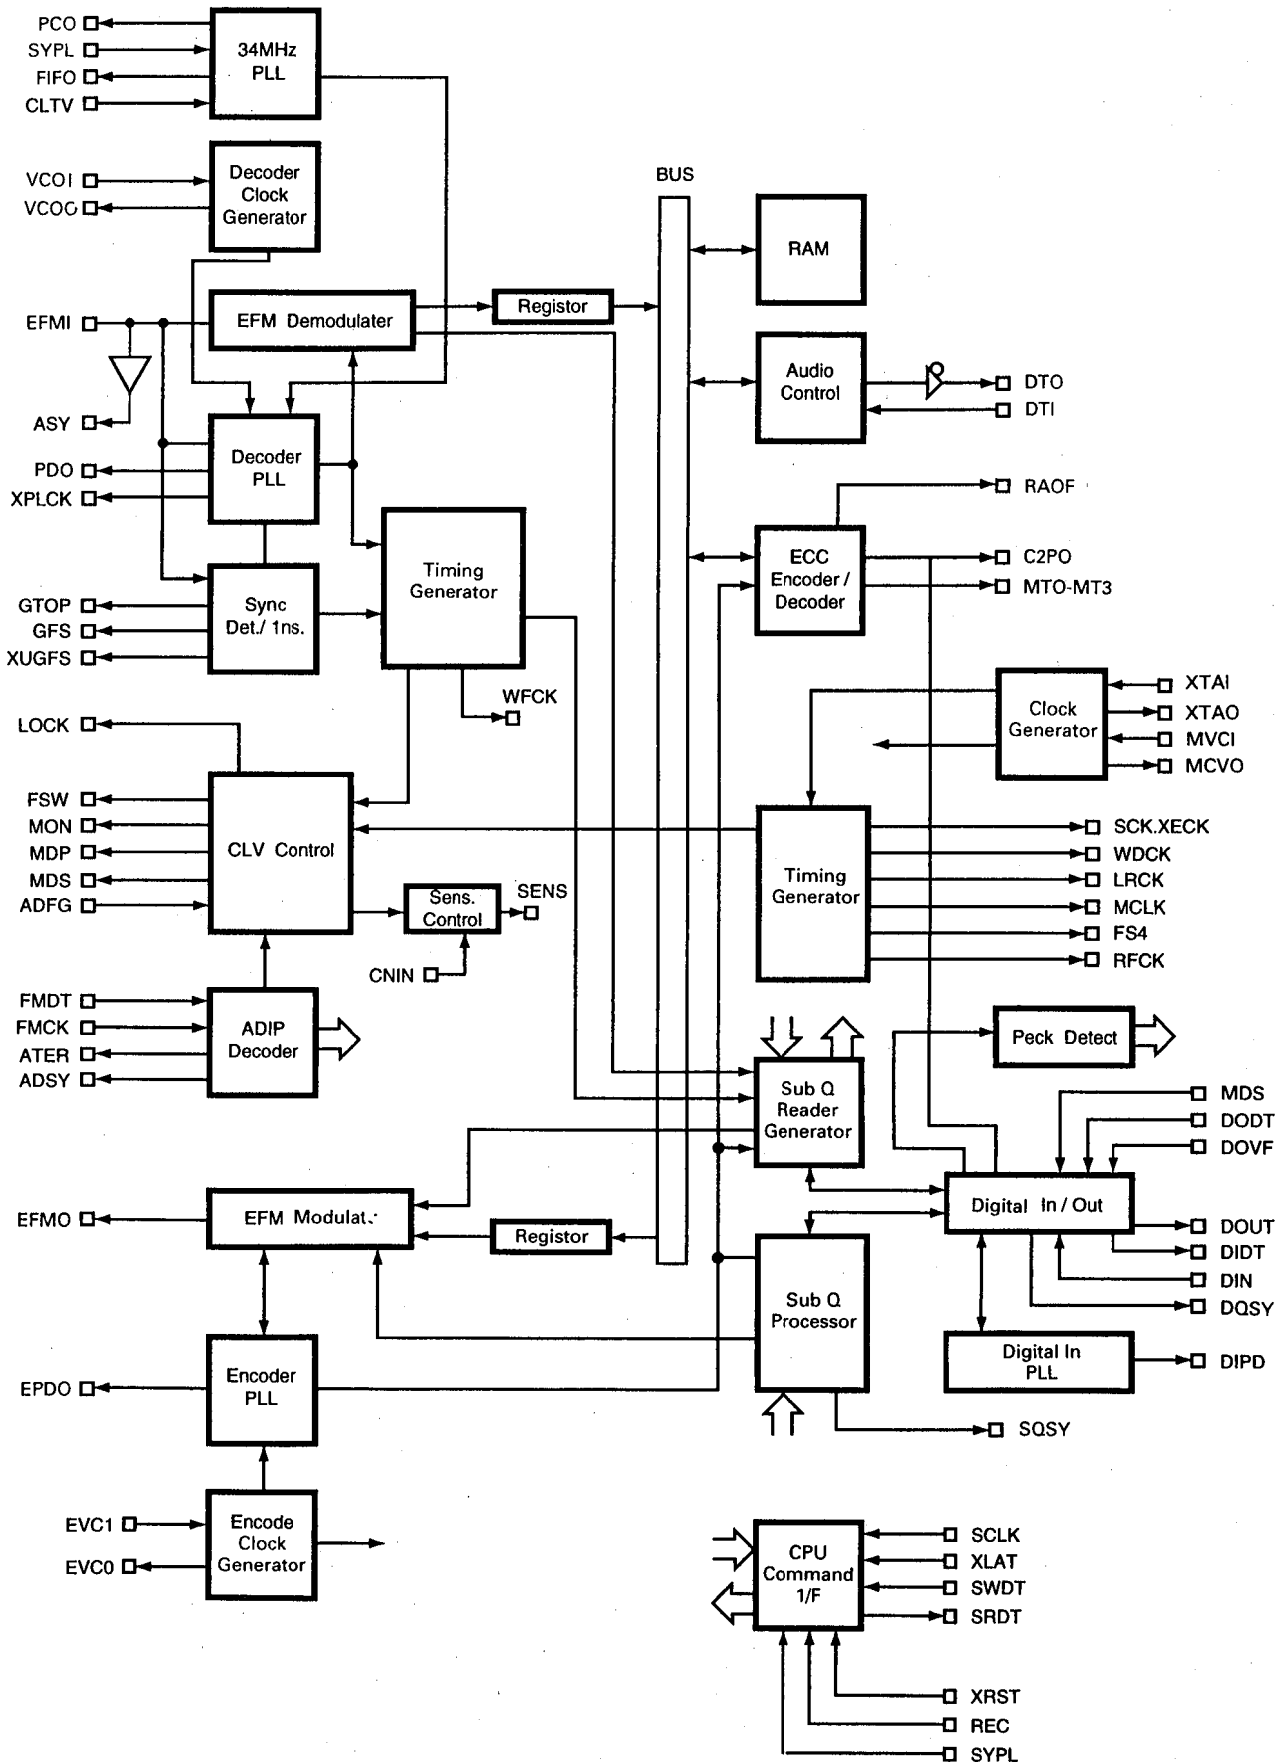 PCO
SYPL
FIFO
CLTV
34MHz
PLL
VCOI
VCOO
Decoder
Clock
Generator
BUS
RAM
EFMI
EFM Demodulater
Registor
ASY
PDO
XPLCK
Decoder
PLL
Audio
Control
DTO
DTI
RAOF
ECC
Encoder /
Decoder
C2PO
MTO-MT3
Timing
Generator
GTOP
GFS
XUGFS
Sync
Det./ 1ns.
WFCK
Clock
Generator
XTAI
XTAO
MVCI
MCVO
LOCK
FSW
MON
MDP
MDS
ADFG
CLV Control
Sens.
Control
SENS
CNIN
Timing
Generator
SCK.XECK
WDCK
LRCK
MCLK
FS4
RFCK
FMDT
FMCK
ATER
ADSY
ADIP
Decoder
Peck Detect
Sub Q
Reader
Generator
MDS
DODT
DOVF
Digital In / Out
DOUT
DIDT
DIN
DQSY
EFMO
EFM
Registor
Sub Q
Processor
Digital In
PLL
DIPD
SQSY
EPDO
Encoder
PLL
EVC1
EVC0
Encode
Clock
Generator
CPU
Command
1/F
SCLK
XLAT
SWDT
SRDT
XRST
REC
SYPL